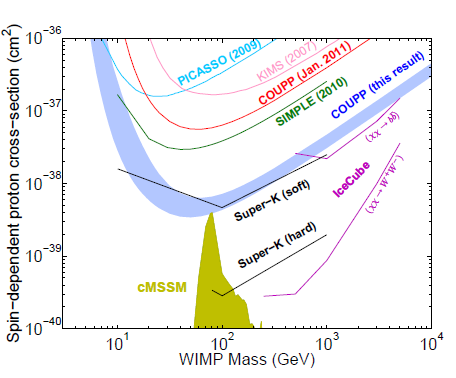 Spin-dependent proton cross-section (cm²)
10⁻³⁶
10⁻³⁷
10⁻³⁸
10⁻³⁹
10⁻⁴⁰
PICASSO (2009)
KIMS (2007)
COUPP (Jan. 2011)
SIMPLE (2010)
COUPP (this result)
IceCube
(χχ → bb̄)
(χχ → W⁺W⁻)
Super-K (soft)
Super-K (hard)
cMSSM
10¹
10²
10³
10⁴
WIMP Mass (GeV)